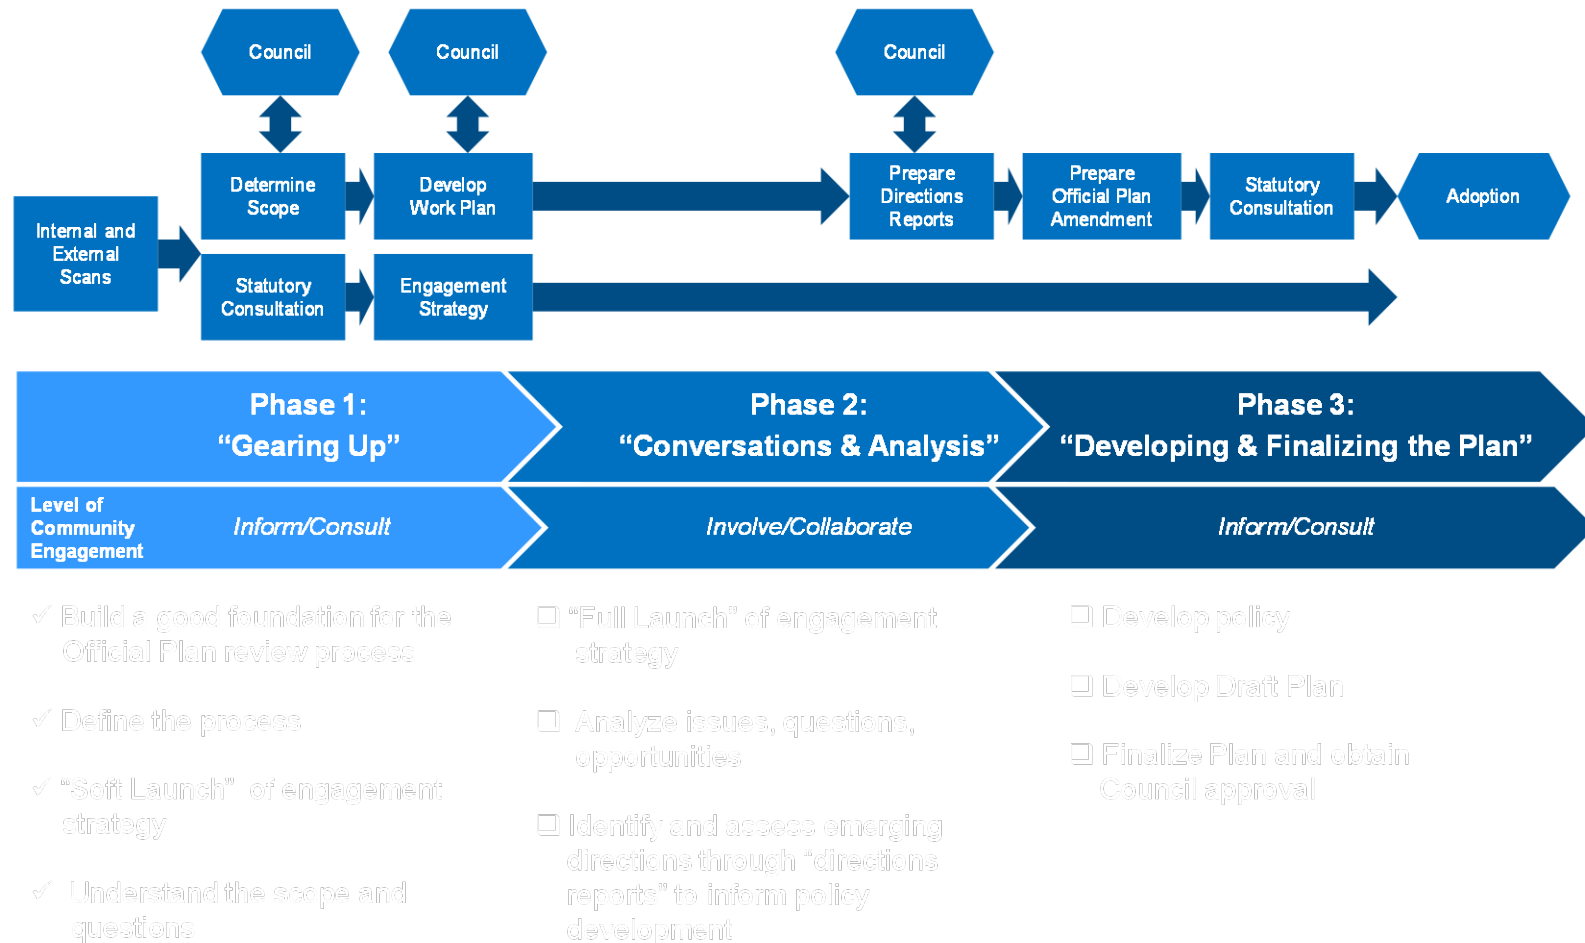 Council
Council
Council
Determine
Scope
Develop
Work Plan
Prepare
Directions
Reports
Prepare
Official Plan
Amendment
Statutory
Consultation
Adoption
Internal and
External
Scans
Statutory
Consultation
Engagement
Strategy
Phase 1:
“Gearing Up”
Phase 2:
“Conversations & Analysis”
Phase 3:
“Developing & Finalizing the Plan”
Level of
Community
Engagement
Inform/Consult
Involve/Collaborate
Inform/Consult
✓ Build a good foundation for the
Official Plan review process
✓ Define the process
✓ “Soft Launch” of engagement
strategy
✓ Understand the scope and
questions
❑ “Full Launch” of engagement
strategy
❑ Analyze issues, questions,
opportunities
❑ Identify and assess emerging
directions through “directions
reports” to inform policy
development
❑ Develop policy
❑ Develop Draft Plan
❑ Finalize Plan and obtain
Council approval